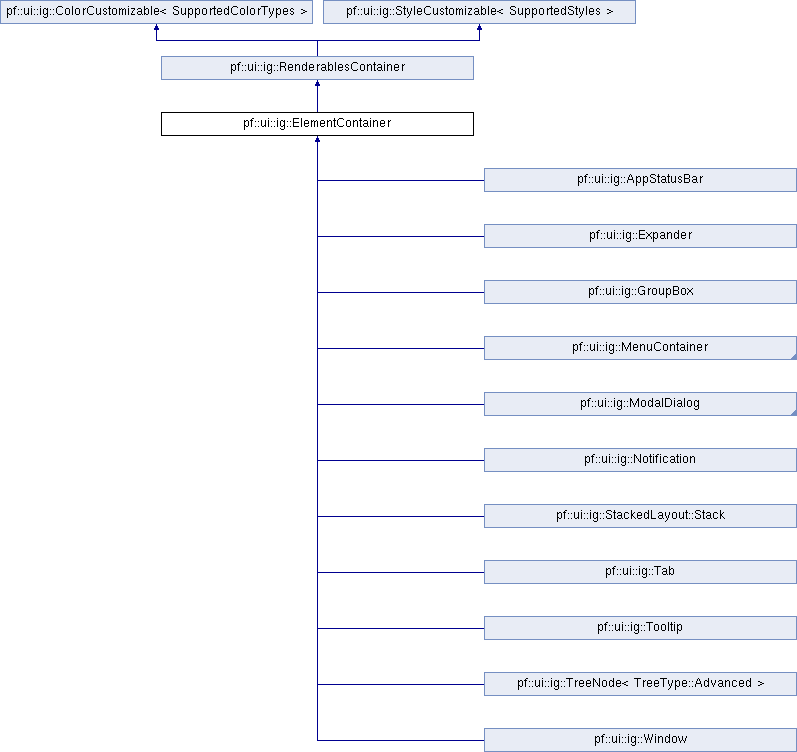 pf::ui::ig::ColorCustomizable< SupportedColorTypes >
pf::ui::ig::StyleCustomizable< SupportedStyles >
pf::ui::ig::RenderablesContainer
pf::ui::ig::ElementContainer
pf::ui::ig::AppStatusBar
pf::ui::ig::Expander
pf::ui::ig::GroupBox
pf::ui::ig::MenuContainer
pf::ui::ig::ModalDialog
pf::ui::ig::Notification
pf::ui::ig::StackedLayout::Stack
pf::ui::ig::Tab
pf::ui::ig::Tooltip
pf::ui::ig::TreeNode< TreeType::Advanced >
pf::ui::ig::Window